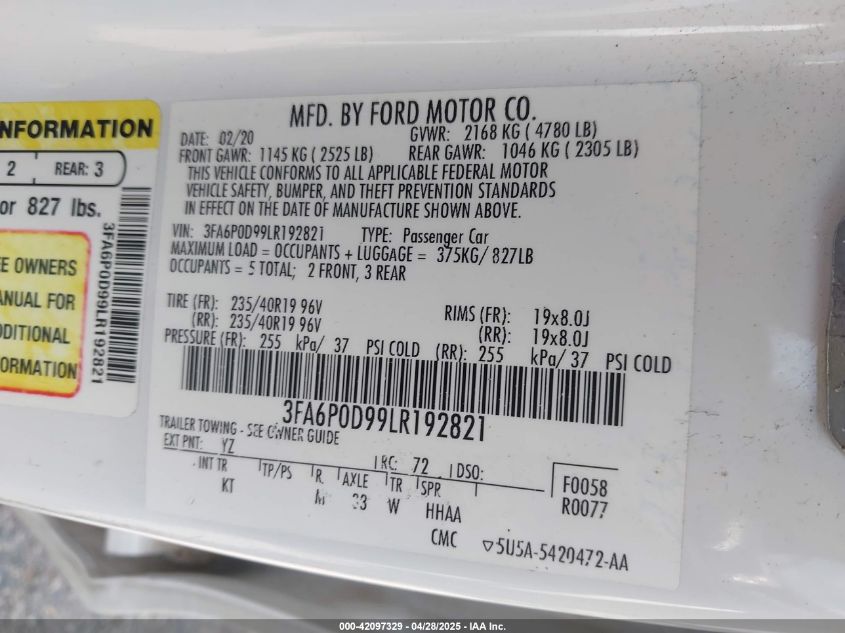 NFORMATION
2 REAR: 3
or 827 lbs.
EE OWNERS
ANUAL FOR
DDITIONAL
FORMATION
3FA6P0D99LR192821
MFD. BY FORD MOTOR CO.
DATE: 02/20 GVWR: 2168 KG ( 4780 LB)
FRONT GAWR: 1145 KG ( 2525 LB) REAR GAWR: 1046 KG ( 2305 LB)
THIS VEHICLE CONFORMS TO ALL APPLICABLE FEDERAL MOTOR
VEHICLE SAFETY, BUMPER, AND THEFT PREVENTION STANDARDS
IN EFFECT ON THE DATE OF MANUFACTURE SHOWN ABOVE.
VIN: 3FA6P0D99LR192821 TYPE: Passenger Car
MAXIMUM LOAD = OCCUPANTS + LUGGAGE = 375KG/ 827LB
OCCUPANTS = 5 TOTAL; 2 FRONT, 3 REAR
TIRE (FR): 235/40R19 96V RIMS (FR): 19x8.0J
(RR): 235/40R19 96V (RR): 19x8.0J
PRESSURE (FR): 255 kPa/ 37 PSI COLD (RR): 255 kPa/ 37 PSI COLD
3FA6P0D99LR192821
TRAILER TOWING - SEE OWNER GUIDE
EXT PNT: YZ RC: 72 DSO: F0058
INT TR TP/PS R AXLE TR SPR R0077
KT M 33 W HHAA
CMC ▽5U5A-5420472-AA
000-42097329 - 04/28/2025 - IAA Inc.